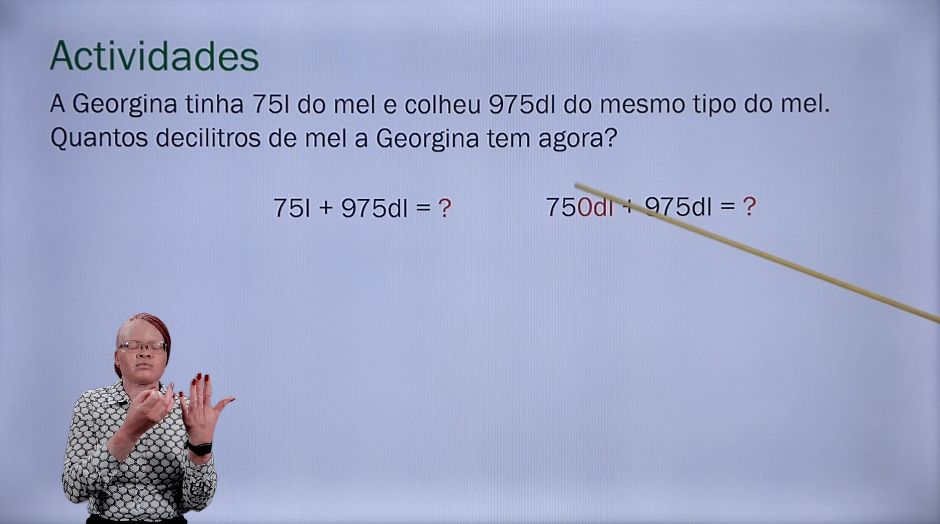 Actividades
A Georgina tinha 75l do mel e colheu 975dl do mesmo tipo do mel.
Quantos decilitros de mel a Georgina tem agora?
75l + 975dl = ?
750dl + 975dl = ?